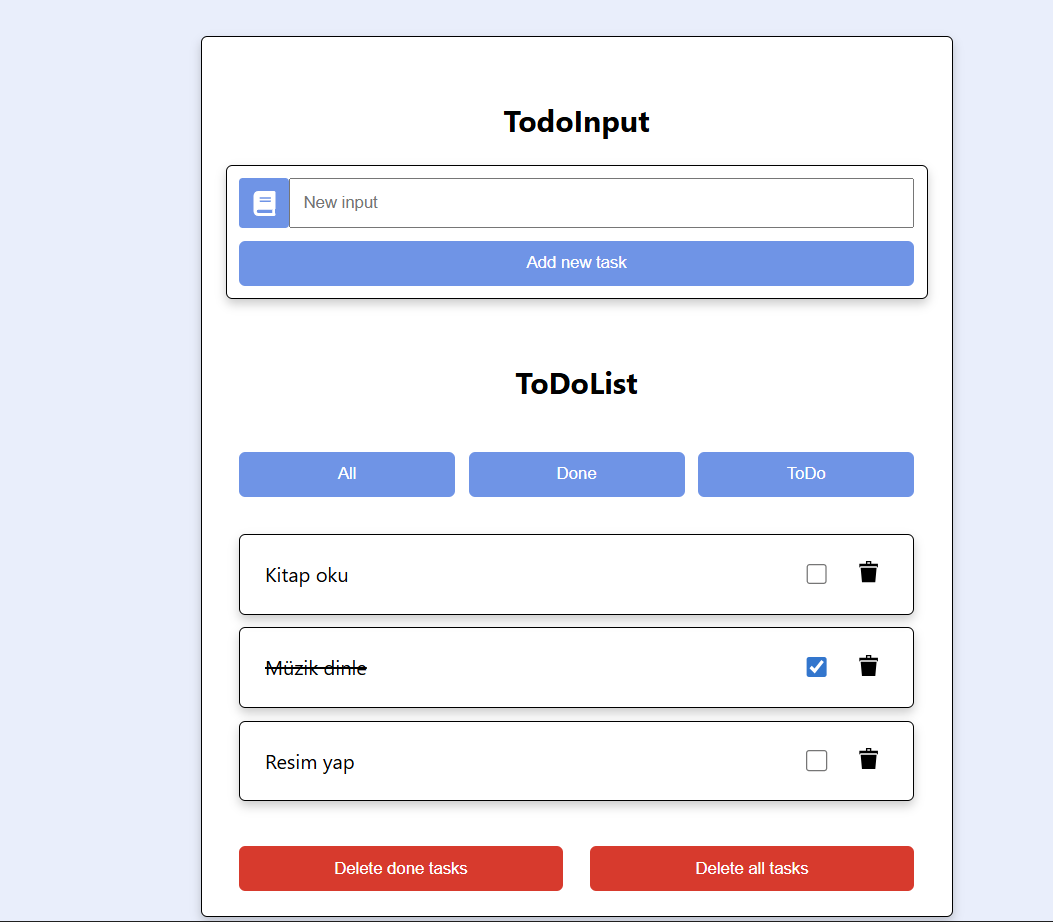 TodoInput
New input
Add new task
ToDoList
All Done ToDo
Kitap oku
Müzik dinle
Resim yap
Delete done tasks Delete all tasks